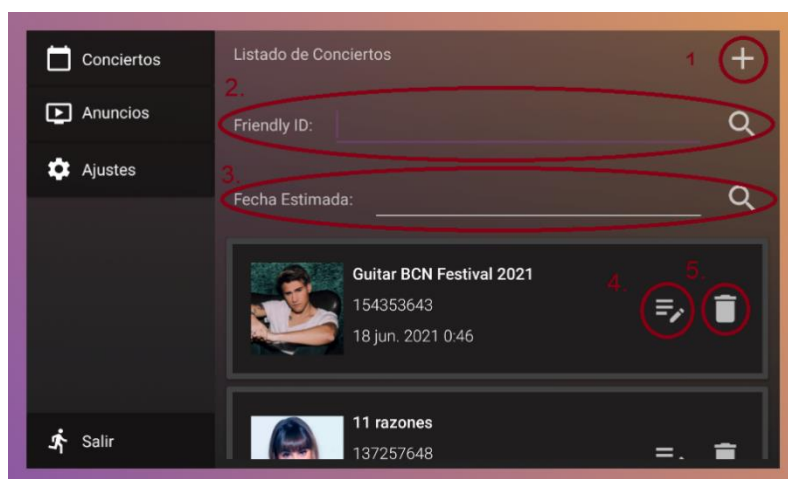 Conciertos
Anuncios
Ajustes
Salir
Listado de Conciertos
1
2.
Friendly ID:
3.
Fecha Estimada:
Guitar BCN Festival 2021
154353643
18 jun. 2021 0:46
4.
5.
11 razones
137257648